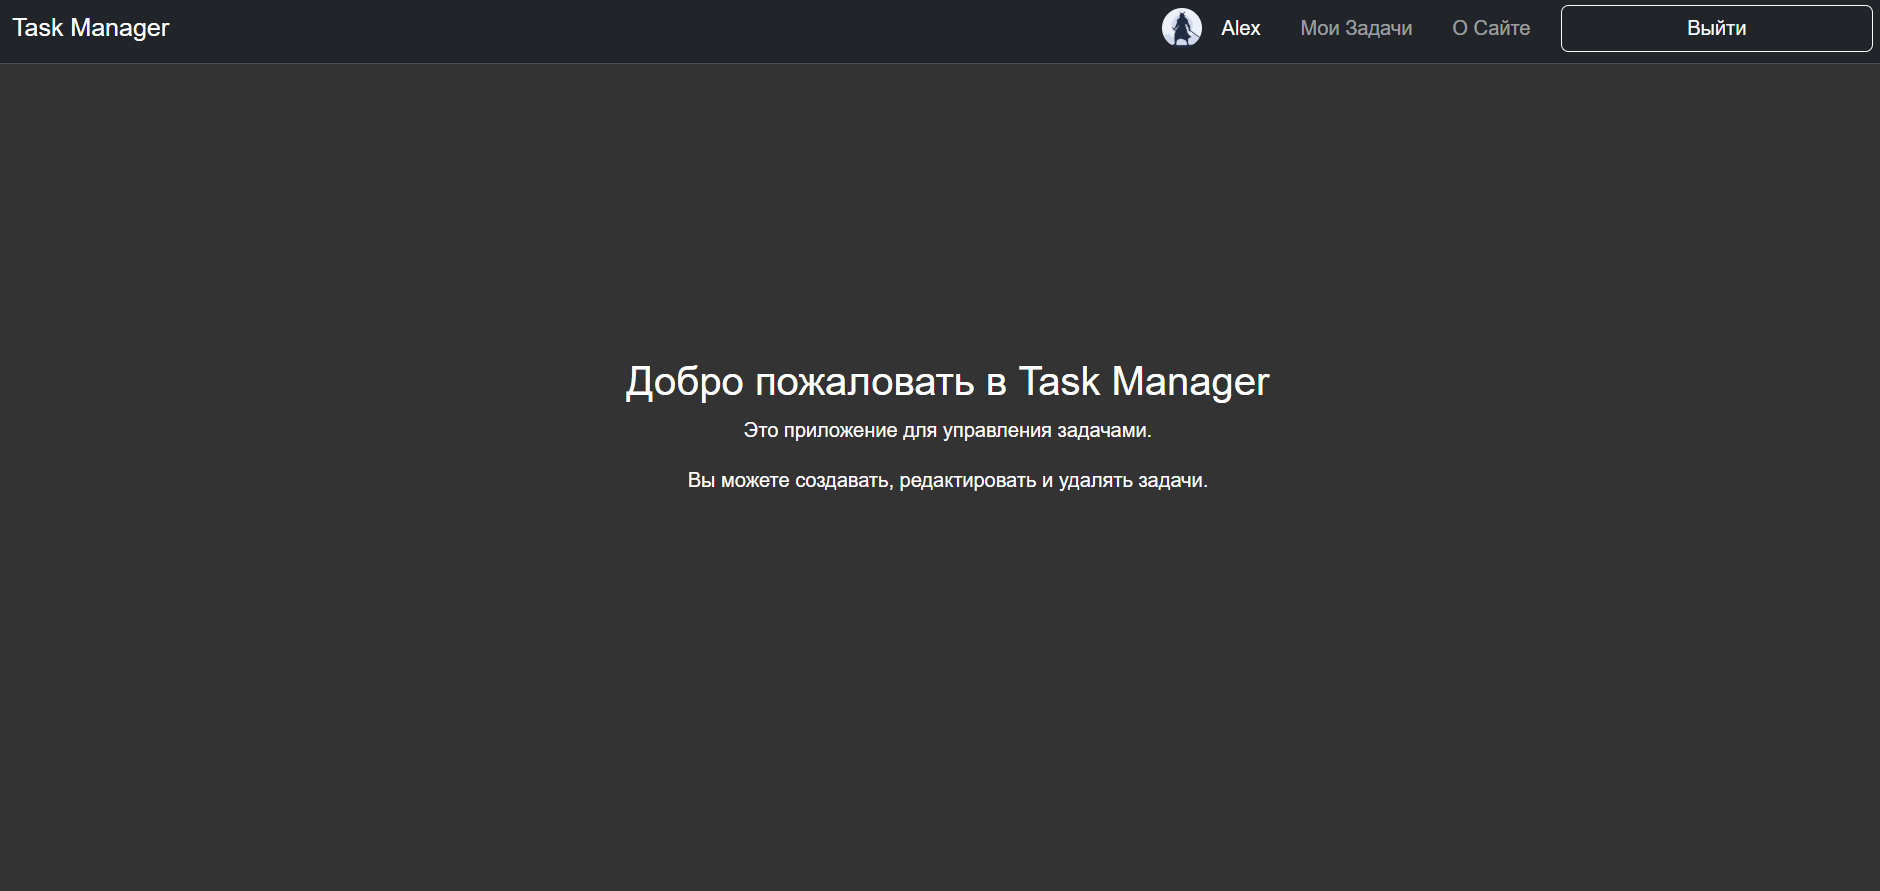 Task Manager
Alex
Мои Задачи
О Сайте
Выйти
Добро пожаловать в Task Manager
Это приложение для управления задачами.
Вы можете создавать, редактировать и удалять задачи.